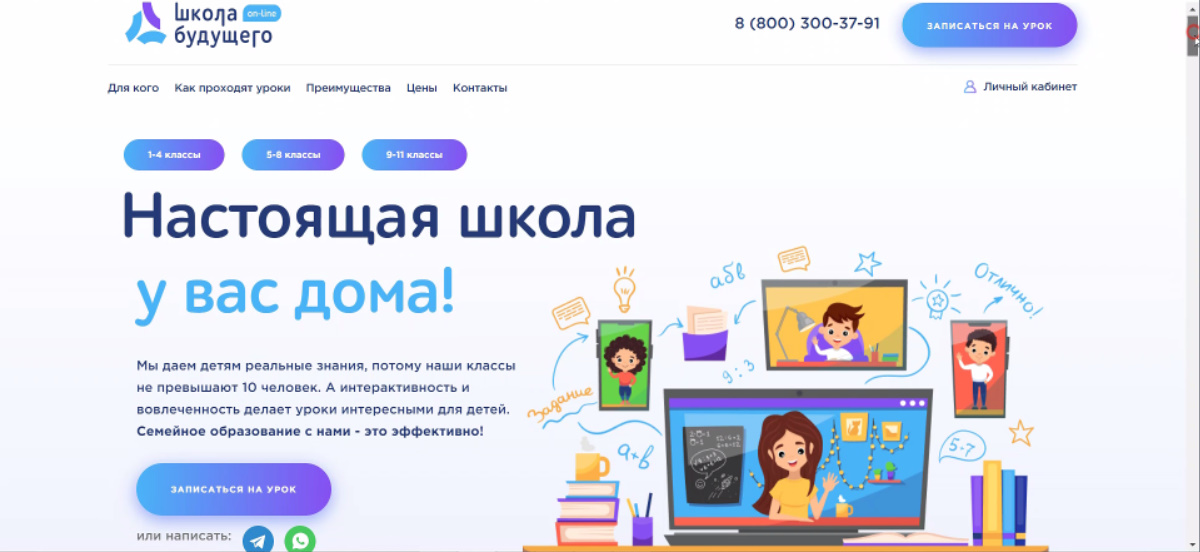 Школа on-line
будущего
8 (800) 300-37-91
ЗАПИСАТЬСЯ НА УРОК
Для кого Как проходят уроки Преимущества Цены Контакты
Личный кабинет
1-4 классы 5-8 классы 9-11 классы
Настоящая школа
у вас дома!
Мы даем детям реальные знания, потому наши классы
не превышают 10 человек. А интерактивность и
вовлеченность делает уроки интересными для детей.
Семейное образование с нами - это эффективно!
ЗАПИСАТЬСЯ НА УРОК
или написать:
абв
Отлично!
9:3
Задание
а+в
5-7